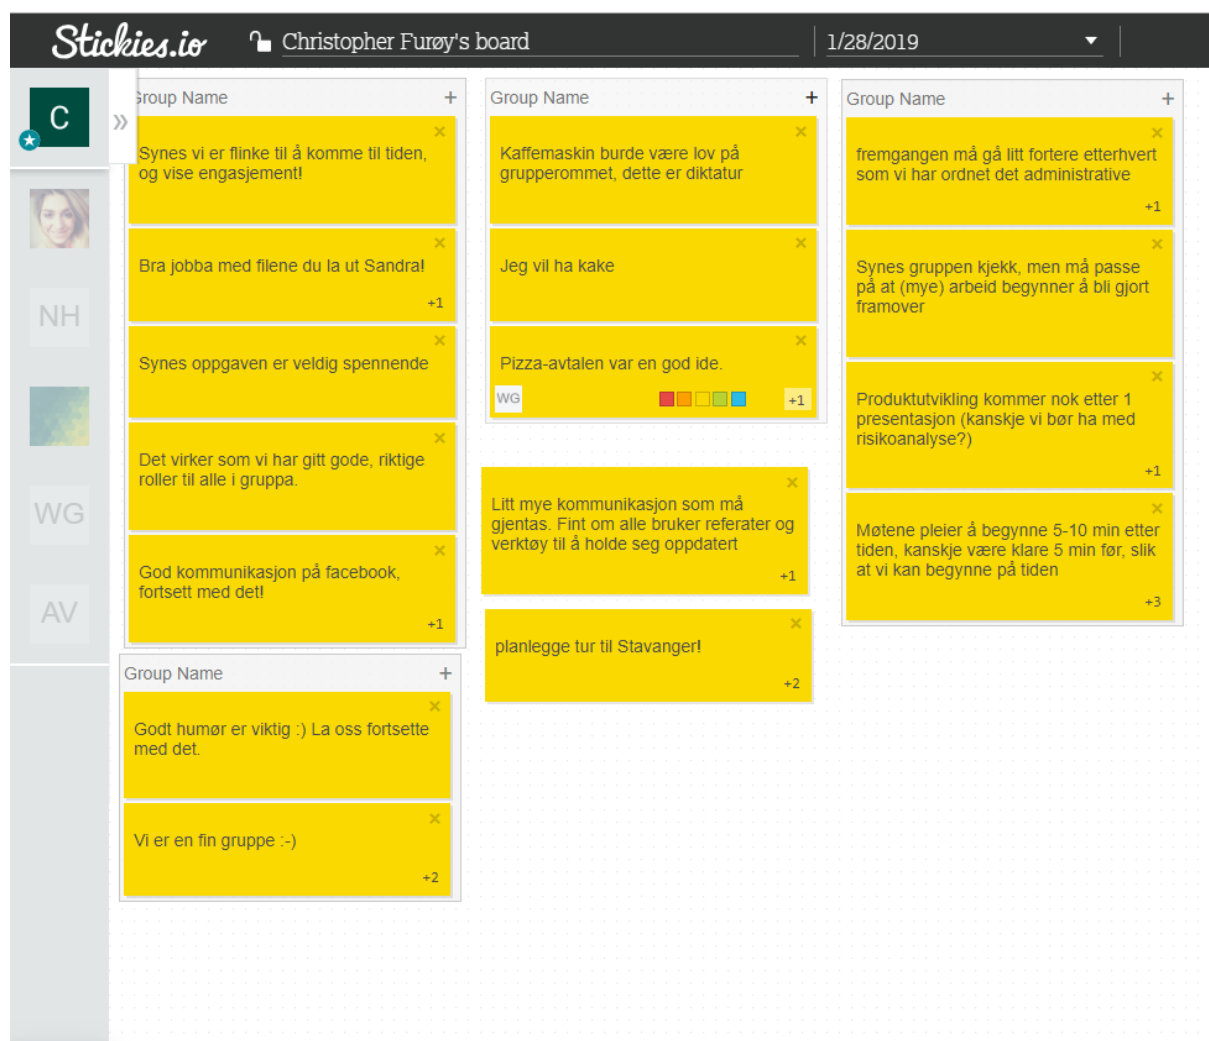 Stickies.io
Christopher Furøy's board
1/28/2019
C
»
NH
WG
AV
Group Name +
Synes vi er flinke til å komme til tiden,
og vise engasjement!
Bra jobba med filene du la ut Sandra!
+1
Synes oppgaven er veldig spennende
Det virker som vi har gitt gode, riktige
roller til alle i gruppa.
God kommunikasjon på facebook,
fortsett med det!
+1
Group Name +
Godt humør er viktig :) La oss fortsette
med det.
Vi er en fin gruppe :-)
+2
Group Name +
Kaffemaskin burde være lov på
grupperommet, dette er diktatur
Jeg vil ha kake
Pizza-avtalen var en god ide.
WG +1
Litt mye kommunikasjon som må
gjentas. Fint om alle bruker referater og
verktøy til å holde seg oppdatert
+1
planlegge tur til Stavanger!
+2
Group Name +
fremgangen må gå litt fortere etterhvert
som vi har ordnet det administrative
+1
Synes gruppen kjekk, men må passe
på at (mye) arbeid begynner å bli gjort
framover
Produktutvikling kommer nok etter 1
presentasjon (kanskje vi bør ha med
risikoanalyse?)
+1
Møtene pleier å begynne 5-10 min etter
tiden, kanskje være klare 5 min før, slik
at vi kan begynne på tiden
+3